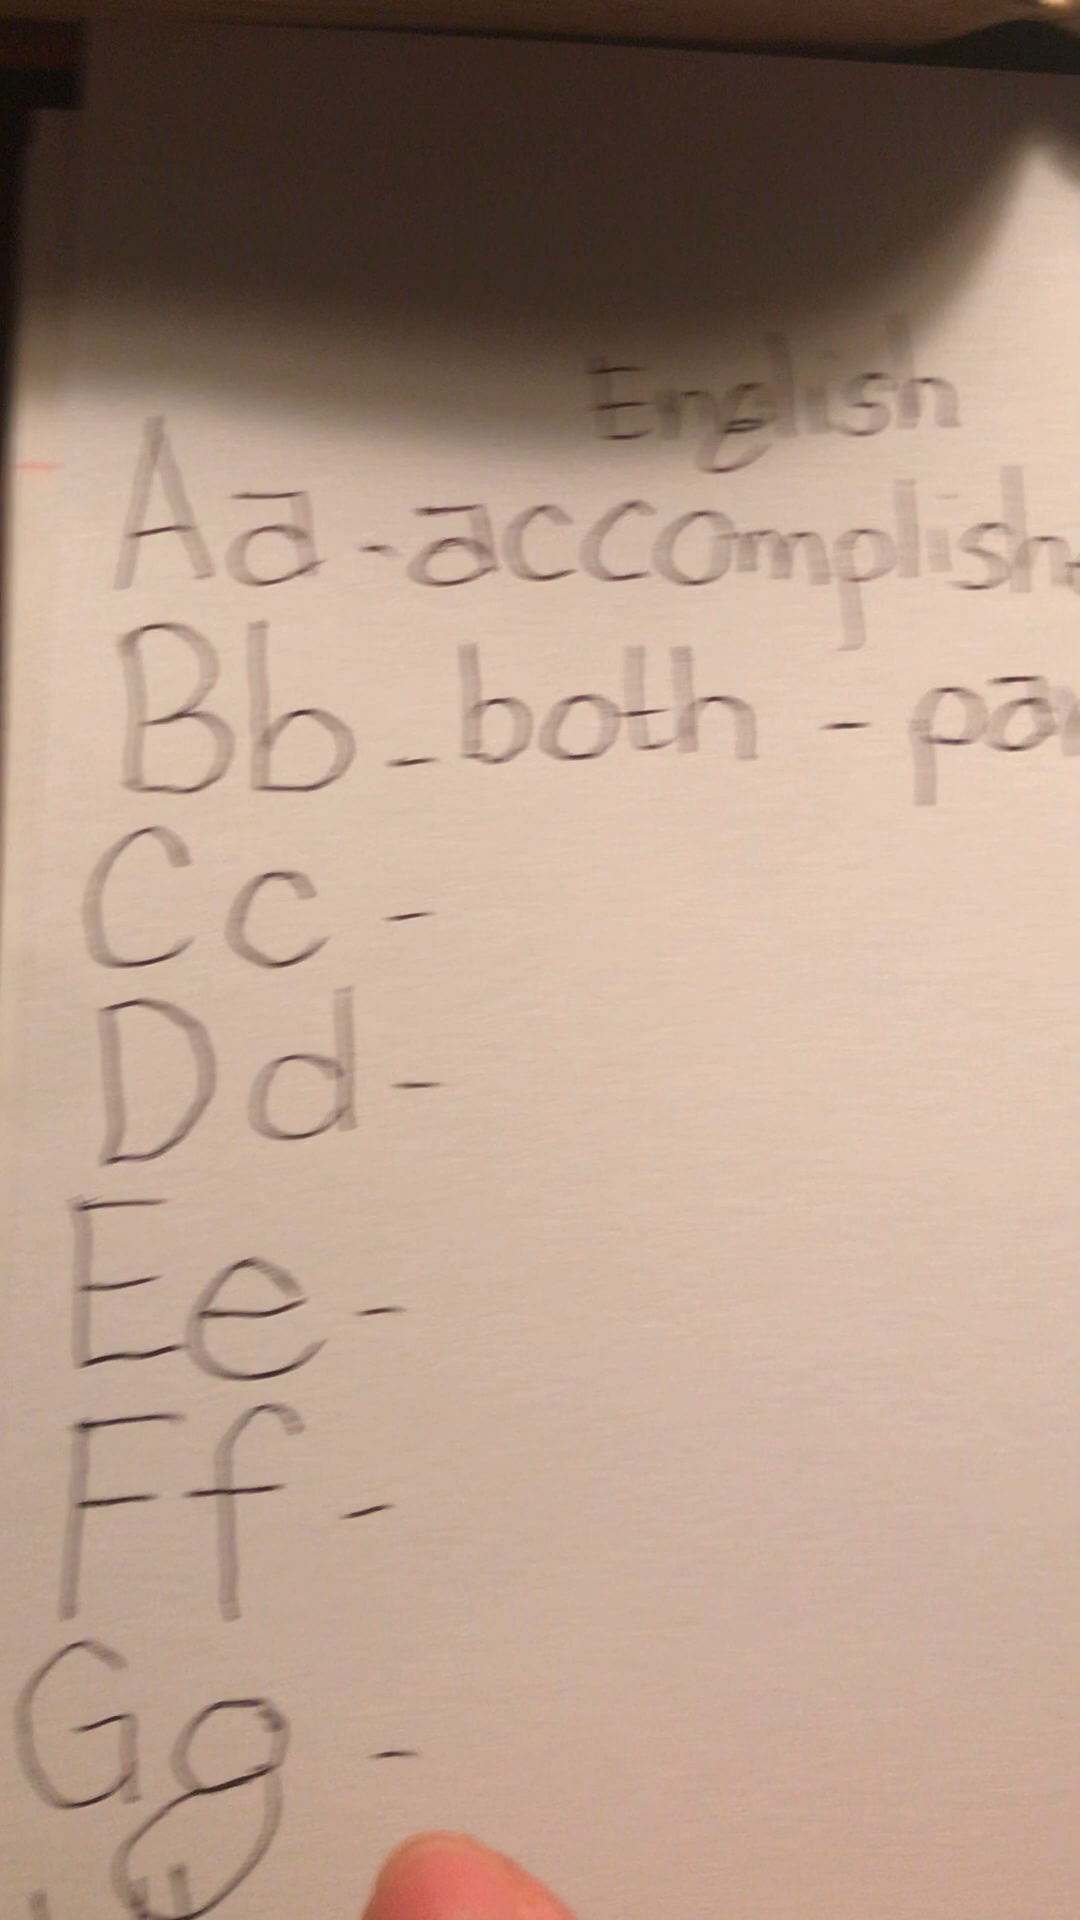 English
Aa - accomplish
Bb - both -
Cc -
Dd -
Ee -
Ff -
Gg -